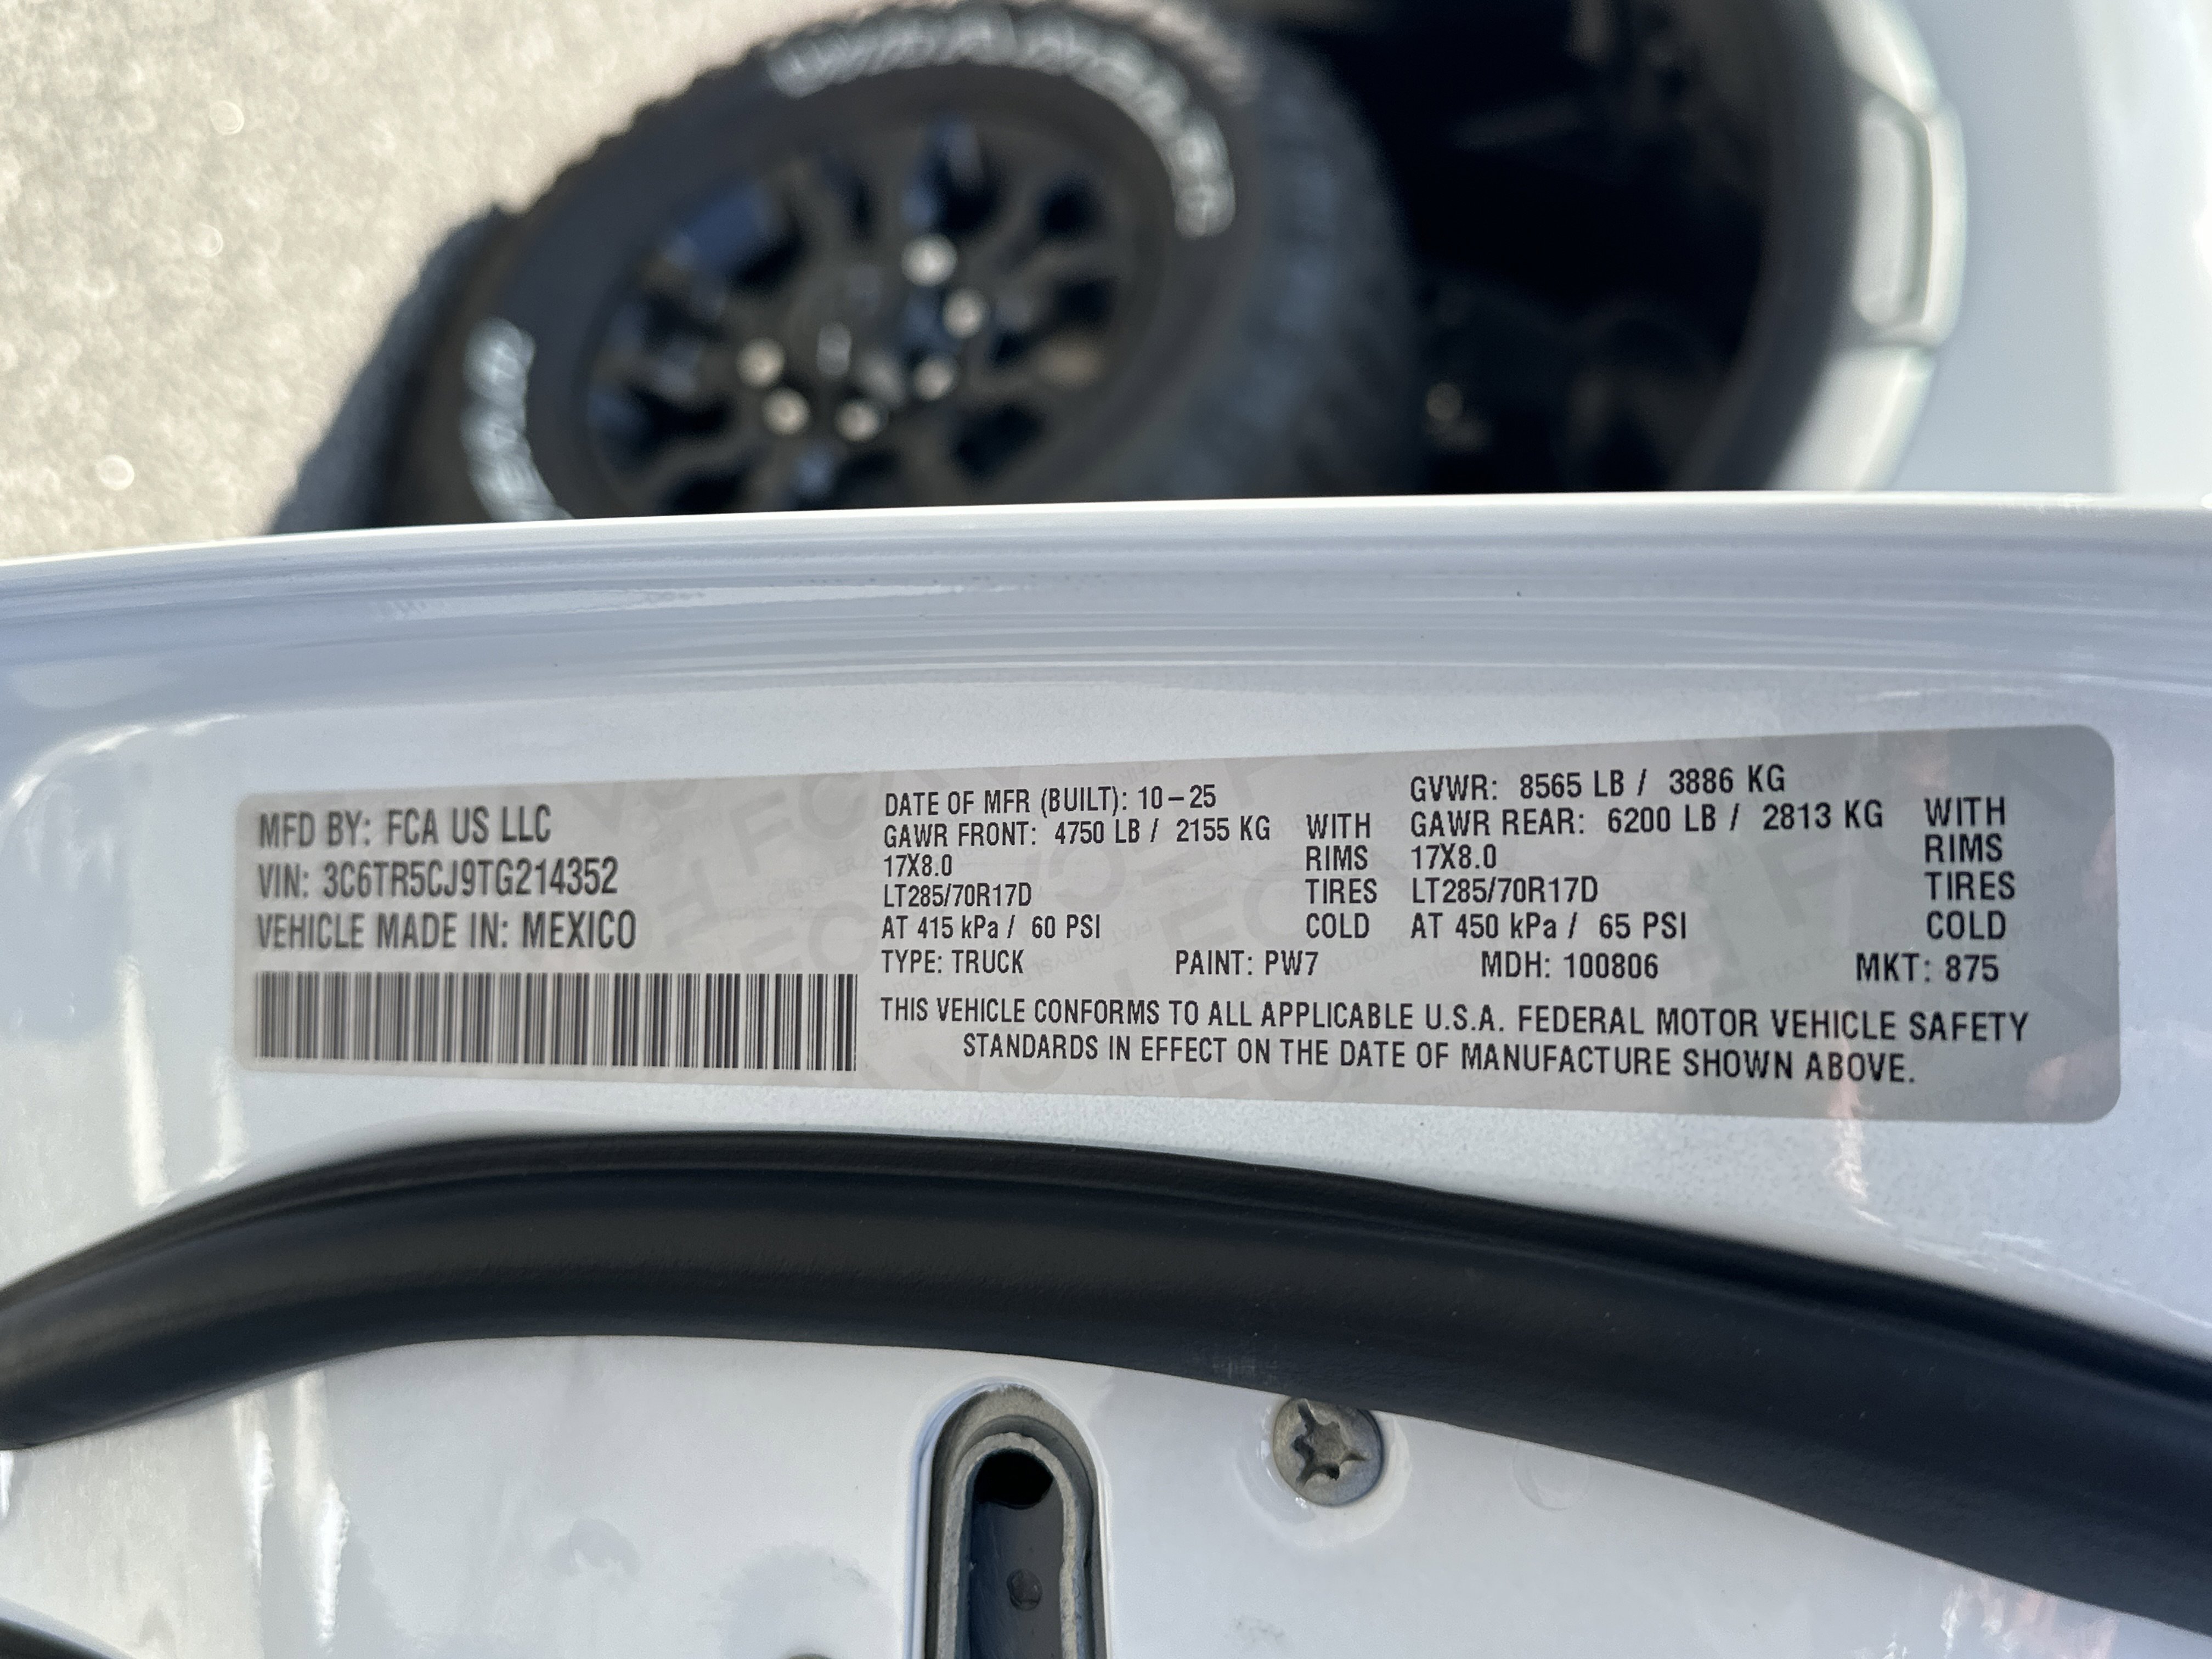 MFD BY: FCA US LLC
VIN: 3C6TR5CJ9TG214352
VEHICLE MADE IN: MEXICO
DATE OF MFR (BUILT): 10-25
GVWR: 8565 LB / 3886 KG
GAWR FRONT: 4750 LB / 2155 KG WITH
17X8.0 RIMS
LT285/70R17D TIRES
AT 415 kPa / 60 PSI COLD
GAWR REAR: 6200 LB / 2813 KG WITH
17X8.0 RIMS
LT285/70R17D TIRES
AT 450 kPa / 65 PSI COLD
TYPE: TRUCK PAINT: PW7 MDH: 100806 MKT: 875
THIS VEHICLE CONFORMS TO ALL APPLICABLE U.S.A. FEDERAL MOTOR VEHICLE SAFETY
STANDARDS IN EFFECT ON THE DATE OF MANUFACTURE SHOWN ABOVE.